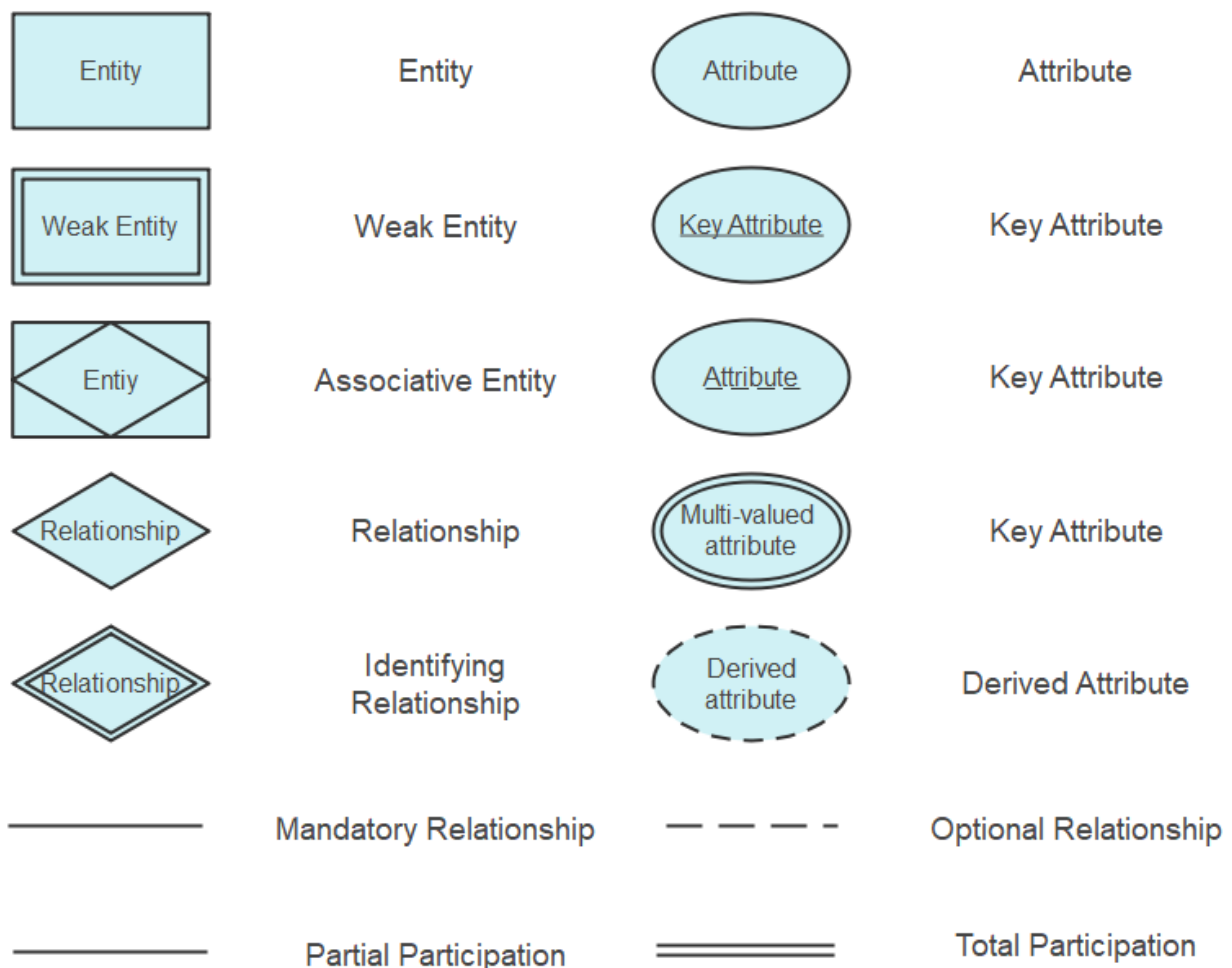 Entity
Entity
Attribute
Attribute
Weak Entity
Weak Entity
Key Attribute
Key Attribute
Entiy
Associative Entity
Attribute
Key Attribute
Relationship
Relationship
Multi-valued
attribute
Key Attribute
Relationship
Identifying
Relationship
Derived
attribute
Derived Attribute
Mandatory Relationship
Optional Relationship
Partial Participation
Total Participation